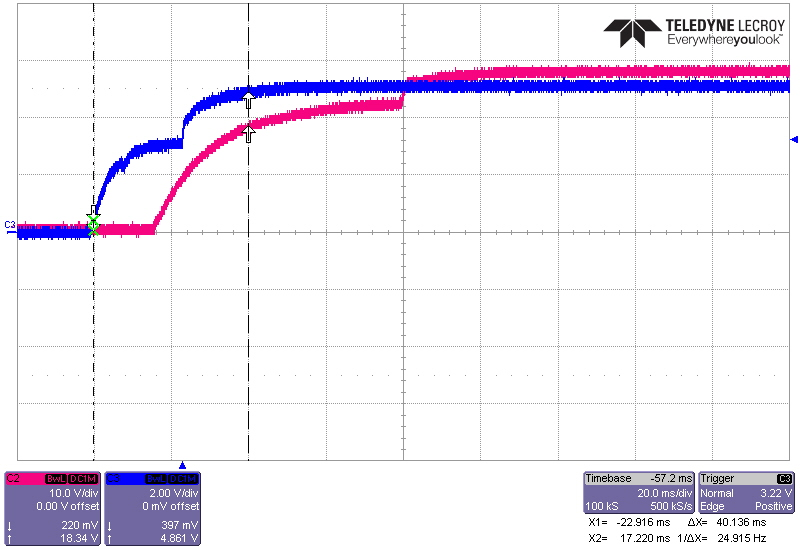 TELEDYNE LECROY
Everywhereyoulook™
C3
C2 BwL DC1M
10.0 V/div
0.00 V offset
↓ 220 mV
↑ 18.34 V
BwL DC1M
2.00 V/div
0 mV offset
↓ 397 mV
↑ 4.861 V
Timebase -57.2 ms
20.0 ms/div
100 kS 500 kS/s
Trigger C3
Normal 3.22 V
Edge Positive
X1= -22.916 ms ΔX= 40.136 ms
X2= 17.220 ms 1/ΔX= 24.915 Hz